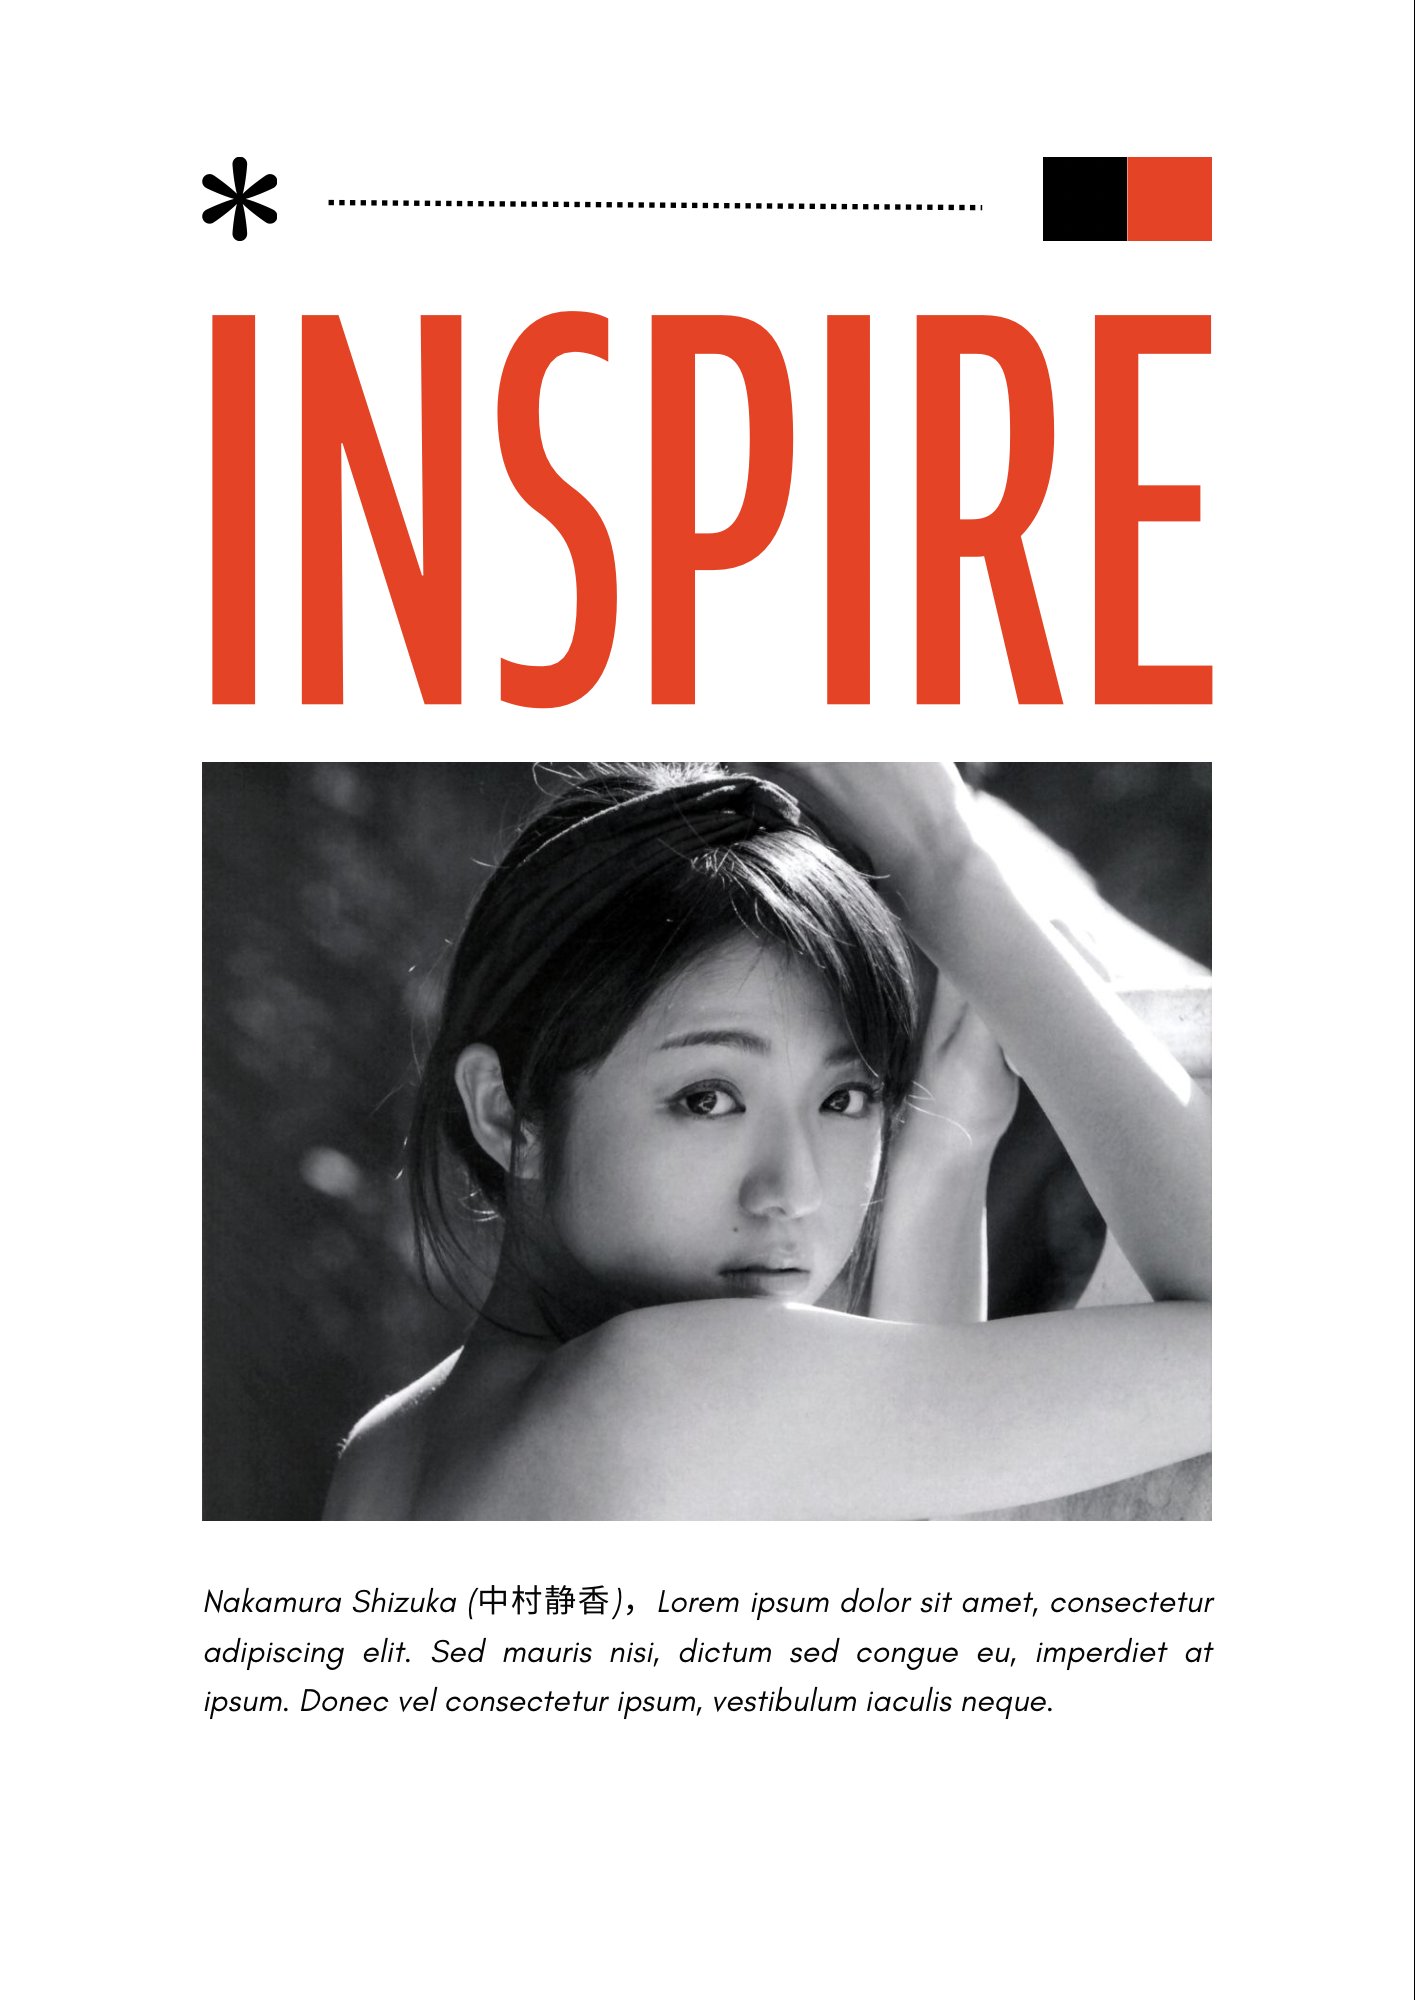 INSPIRE
Nakamura Shizuka (中村静香)，Lorem ipsum dolor sit amet, consectetur
adipiscing elit. Sed mauris nisi, dictum sed congue eu, imperdiet at
ipsum. Donec vel consectetur ipsum, vestibulum iaculis neque.